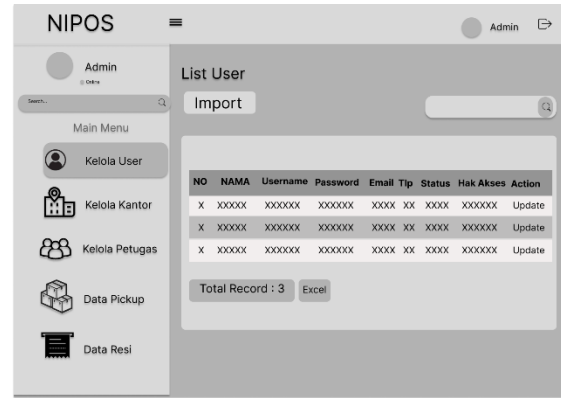 NIPOS
Admin
Admin
Online
Search...
Main Menu
Kelola User
Kelola Kantor
Kelola Petugas
Data Pickup
Data Resi
List User
Import
NO NAMA Username Password Email Tlp Status Hak Akses Action
X XXXXX XXXXXX XXXXXX XXXX XX XXXX XXXXXX Update
X XXXXX XXXXXX XXXXXX XXXX XX XXXX XXXXXX Update
X XXXXX XXXXXX XXXXXX XXXX XX XXXX XXXXXX Update
Total Record : 3 Excel